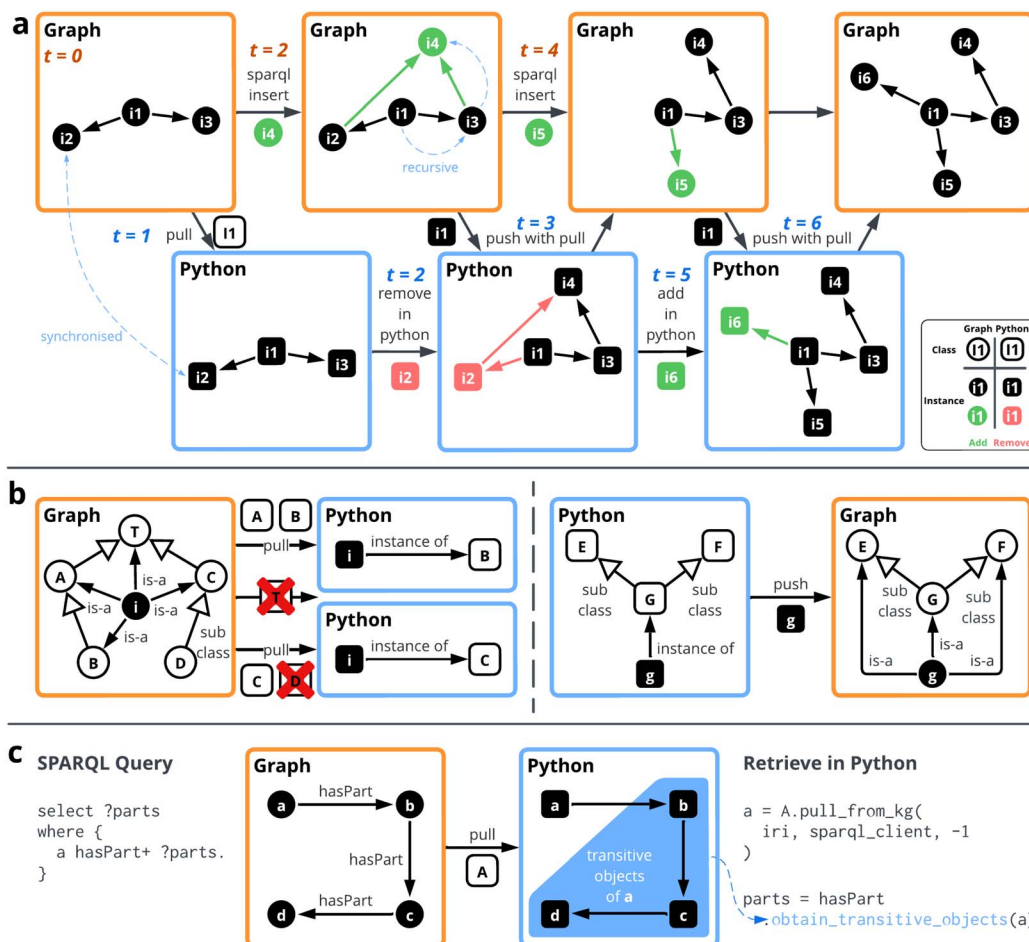 a
Graph
t = 0
i1
i2
i3
t = 2
sparql
insert
i4
Graph
i4
i1
i2
i3
recursive
t = 4
sparql
insert
i5
Graph
i4
i1
i3
i5
Graph
i4
i6
i1
i3
i5
t = 1
pull
I1
synchronised
Python
i1
i2
i3
t = 2
remove
in
python
i2
i1
t = 3
push with pull
Python
i4
i1
i2
i3
t = 5
add
in
python
i6
i1
t = 6
push with pull
Python
i4
i6
i1
i3
i5
Graph Python
Class I1 I1
Instance i1 i1
i1 i1
Add Remove
b
Graph
T
A
C
is-a
is-a
i
is-a
is-a
B
D
sub
class
A B
pull
T
pull
C D
Python
i
instance of
B
Python
i
instance of
C
Python
E
F
sub
class
G
sub
class
instance of
g
push
g
Graph
E
F
sub
class
G
sub
class
is-a
is-a
is-a
g
c
SPARQL Query
select ?parts
where {
a hasPart+ ?parts.
}
Graph
a
hasPart
b
hasPart
d
hasPart
c
pull
A
Python
a
b
transitive
objects
of a
d
c
Retrieve in Python
a = A.pull_from_kg(
iri, sparql_client, -1
)
parts = hasPart
.obtain_transitive_objects(a)